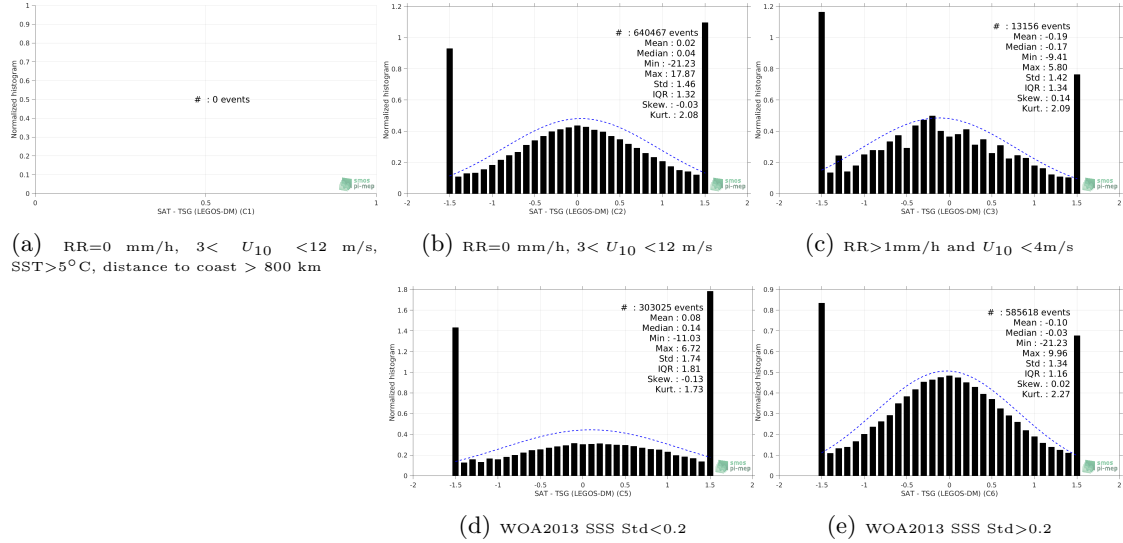 1
0.9
0.8
0.7
0.6
0.5
0.4
0.3
0.2
0.1
0
Normalized histogram
# : 0 events
0 0.5 1
SAT - TSG (LEGOS-DM) (C1)
smos
pi-mep
(a) RR=0 mm/h, 3< U10 <12 m/s,
SST>5°C, distance to coast > 800 km
1.2
1
0.8
0.6
0.4
0.2
0
Normalized histogram
# : 640467 events
Mean : 0.02
Median : 0.04
Min : -21.23
Max : 17.87
Std : 1.46
IQR : 1.32
Skew. : -0.03
Kurt. : 2.08
-2 -1.5 -1 -0.5 0 0.5 1 1.5 2
SAT - TSG (LEGOS-DM) (C2)
smos
pi-mep
(b) RR=0 mm/h, 3< U10 <12 m/s
1.2
1
0.8
0.6
0.4
0.2
0
Normalized histogram
# : 13156 events
Mean : -0.19
Median : -0.17
Min : -9.41
Max : 5.80
Std : 1.42
IQR : 1.34
Skew. : 0.14
Kurt. : 2.09
-2 -1.5 -1 -0.5 0 0.5 1 1.5 2
SAT - TSG (LEGOS-DM) (C3)
smos
pi-mep
(c) RR>1mm/h and U10 <4m/s
1.8
1.6
1.4
1.2
1
0.8
0.6
0.4
0.2
0
Normalized histogram
# : 303025 events
Mean : 0.08
Median : 0.14
Min : -11.03
Max : 6.72
Std : 1.74
IQR : 1.81
Skew. : -0.13
Kurt. : 1.73
-2 -1.5 -1 -0.5 0 0.5 1 1.5 2
SAT - TSG (LEGOS-DM) (C5)
smos
pi-mep
(d) WOA2013 SSS Std<0.2
0.9
0.8
0.7
0.6
0.5
0.4
0.3
0.2
0.1
0
Normalized histogram
# : 585618 events
Mean : -0.10
Median : -0.03
Min : -21.23
Max : 9.96
Std : 1.34
IQR : 1.16
Skew. : 0.02
Kurt. : 2.27
-2 -1.5 -1 -0.5 0 0.5 1 1.5 2
SAT - TSG (LEGOS-DM) (C6)
smos
pi-mep
(e) WOA2013 SSS Std>0.2